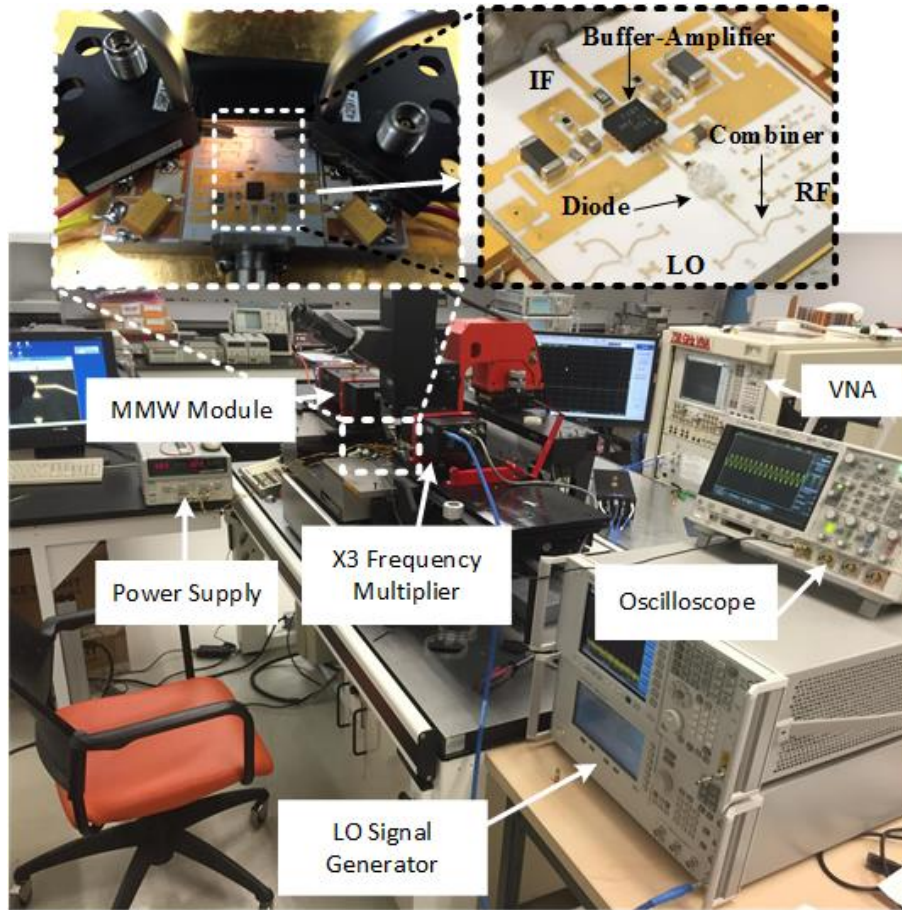 Buffer-Amplifier
IF
Combiner
RF
Diode
LO
MMW Module
VNA
Power Supply
X3 Frequency
Multiplier
Oscilloscope
LO Signal
Generator